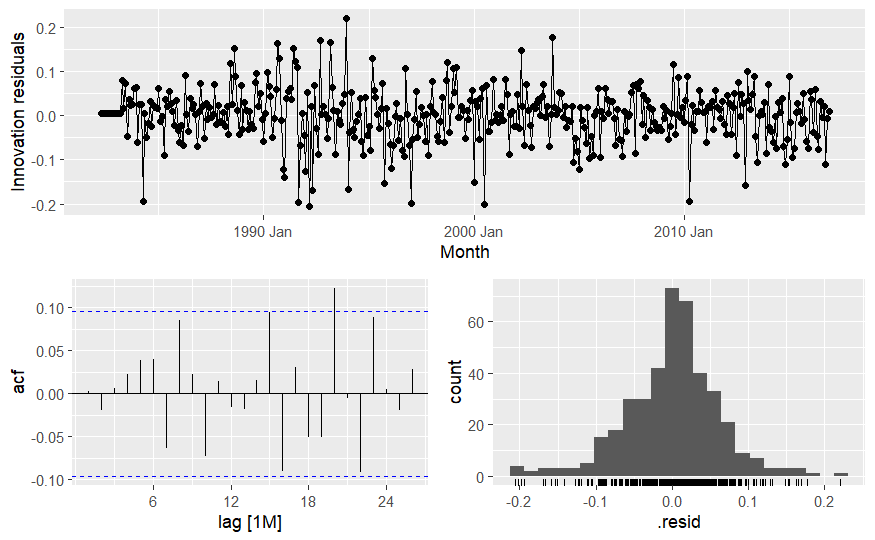 Innovation residuals
0.2
0.1
0.0
-0.1
-0.2
1990 Jan
2000 Jan
2010 Jan
Month
acf
0.10
0.05
0.00
-0.05
-0.10
6
12
18
24
lag [1M]
count
60
40
20
0
-0.2
-0.1
0.0
0.1
0.2
.resid